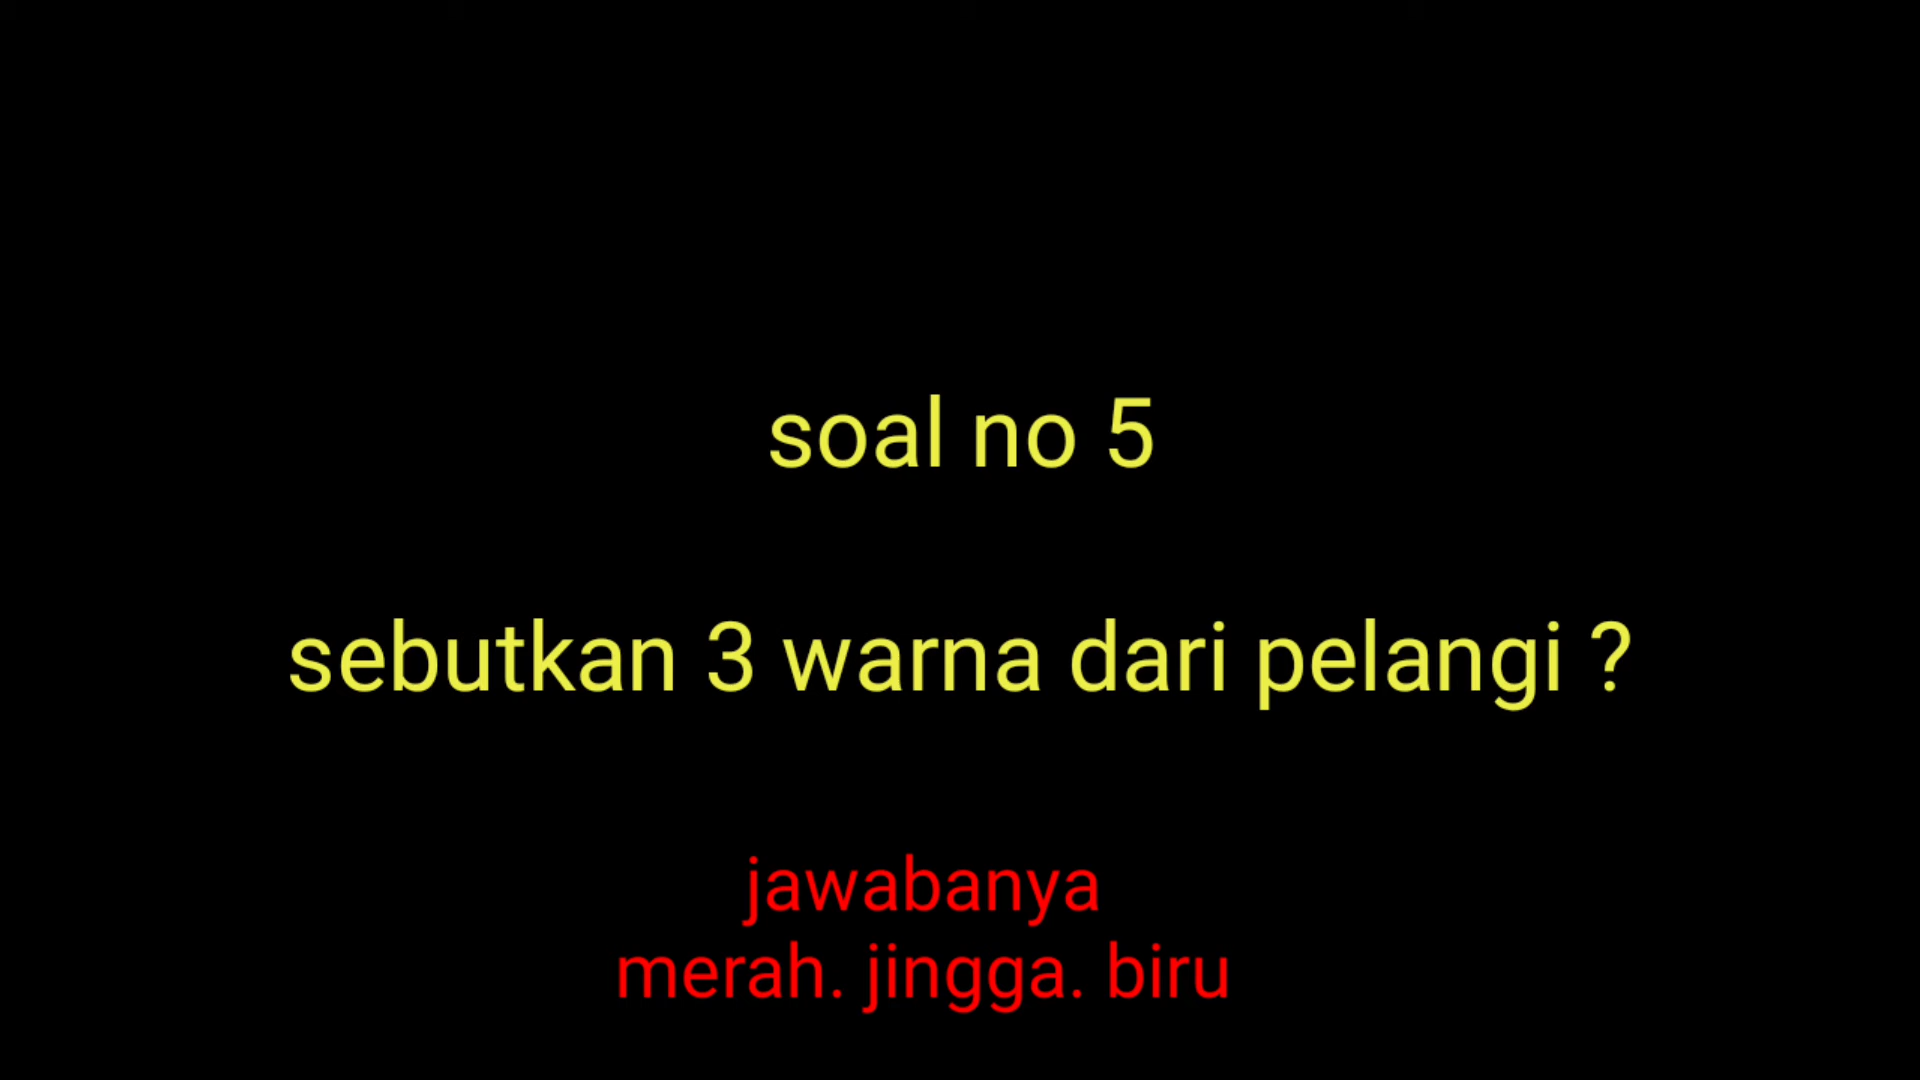 soal no 5
sebutkan 3 warna dari pelangi ?
jawabanya
merah. jingga. biru